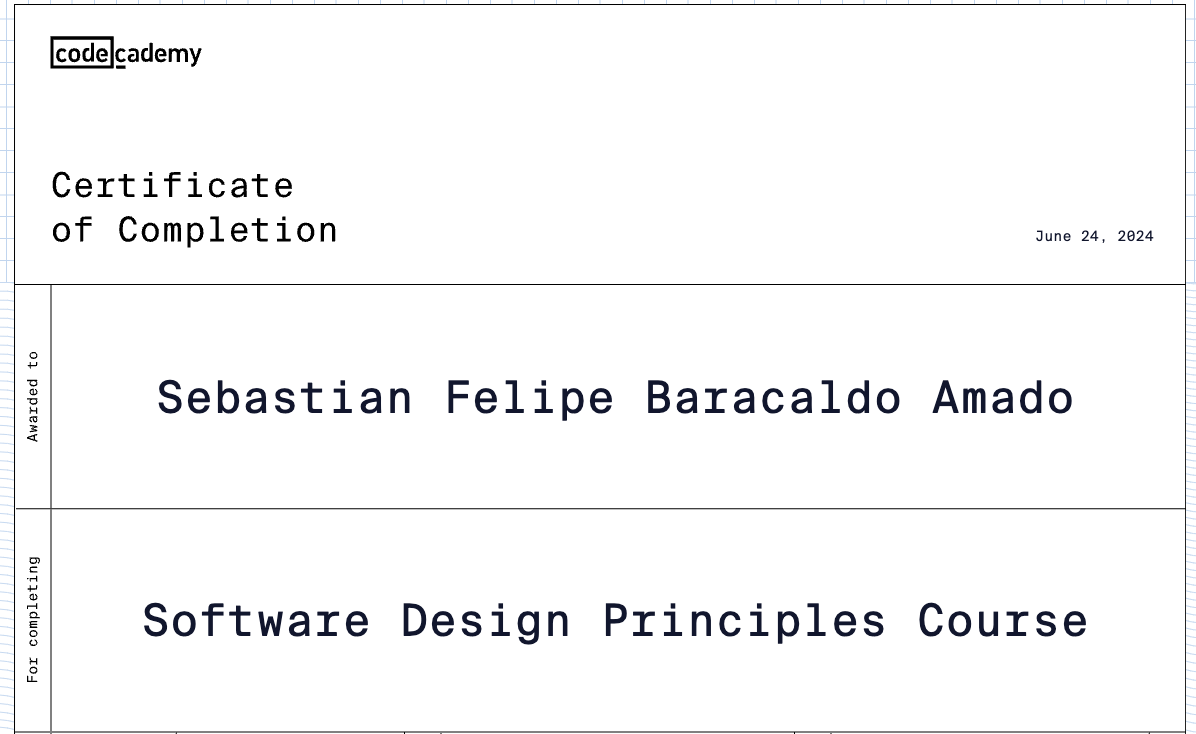 codecademy
Certificate
of Completion
June 24, 2024
Awarded to
Sebastian Felipe Baracaldo Amado
For completing
Software Design Principles Course